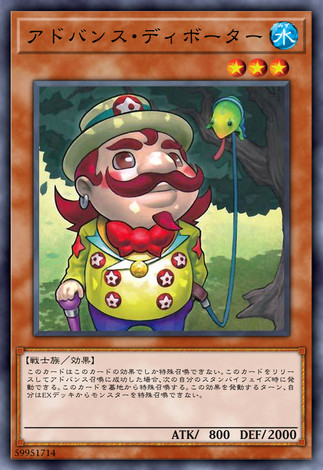 アドバンス・ディボーター
水
【戦士族／効果】
このカードはこのカードの効果でしか特殊召喚できない。このカードをリリ
ースしてアドバンス召喚に成功した場合、次の自分のスタンバイフェイズ時に発
動できる。このカードを墓地から特殊召喚する。この効果を発動するターン、自
分はEXデッキからモンスターを特殊召喚できない。
ATK/ 800 DEF/2000
59951714